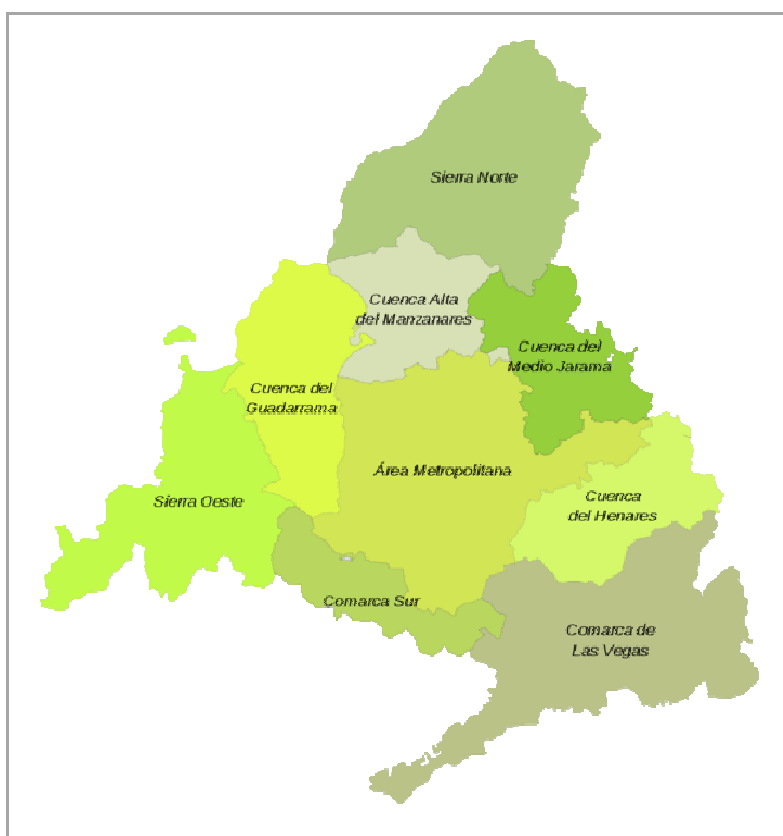 Sierra Norte
Cuenca Alta
del Manzanares
Cuenca del
Medio Jarama
Cuenca del
Guadarrama
Área Metropolitana
Sierra Oeste
Cuenca
del Henares
Comarca Sur
Comarca de
Las Vegas